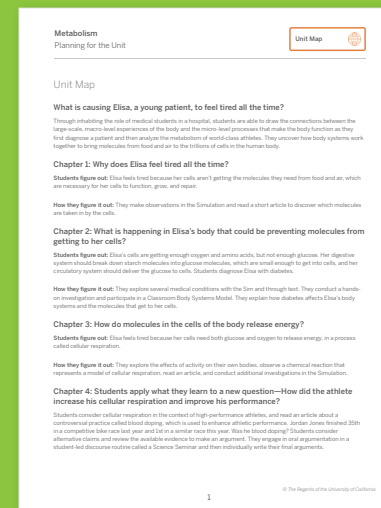 Metabolism
Planning for the Unit
Unit Map
Unit Map
What is causing Elisa, a young patient, to feel tired all the time?
Through inhabiting the role of medical students in a hospital, students are able to draw the connections between the
large-scale, macro-level experiences of the body and the micro-level processes that make the body function as they
first diagnose a patient and then analyze the metabolism of world-class athletes. They uncover how body systems work
together to bring molecules from food and air to the trillions of cells in the human body.
Chapter 1: Why does Elisa feel tired all the time?
Students figure out: Elisa feels tired because her cells aren't getting the molecules they need from food and air, which
are necessary for her cells to function, grow, and repair.
How they figure it out: They make observations in the Simulation and read a short article to discover which molecules
are taken in by the cells.
Chapter 2: What is happening in Elisa's body that could be preventing molecules from
getting to her cells?
Students figure out: Elisa's cells are getting enough oxygen and amino acids, but not enough glucose. Her digestive
system should break down starch molecules into glucose molecules, which are small enough to get into cells, and her
circulatory system should deliver the glucose to cells. Students diagnose Elisa with diabetes.
How they figure it out: They explore several medical conditions with the Sim and through text. They conduct a hands-
on investigation and participate in a Classroom Body Systems Model. They explain how diabetes affects Elisa's body
systems and the molecules that get to her cells.
Chapter 3: How do molecules in the cells of the body release energy?
Students figure out: Elisa feels tired because her cells need both glucose and oxygen to release energy, in a process
called cellular respiration.
How they figure it out: They explore the effects of activity on their own bodies, observe a chemical reaction that
represents a model of cellular respiration, read an article, and conduct additional investigations in the Simulation.
Chapter 4: Students apply what they learn to a new question—How did the athlete
increase his cellular respiration and improve his performance?
Students consider cellular respiration in the context of high-performance athletes, and read an article about a
controversial practice called blood doping, which is used to enhance athletic performance. Jordan Jones finished 35th
in a competitive bike race last year and 1st in a similar race this year. Was he blood doping? Students consider
alternative claims and review the available evidence to make an argument. They engage in oral argumentation in a
student-led discourse routine called a Science Seminar and then individually write their final arguments.
© The Regents of the University of California
1